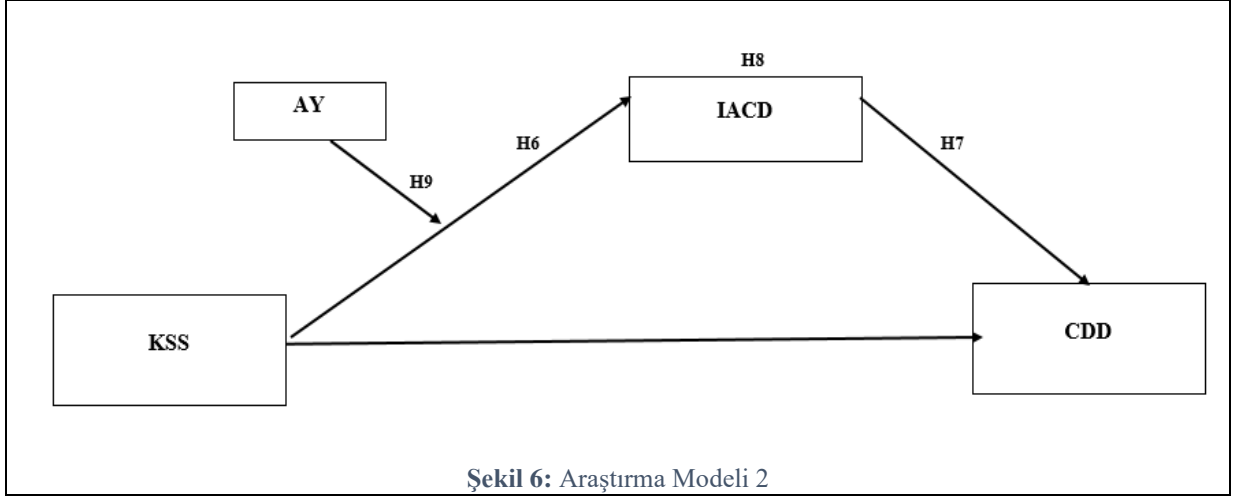 H8
AY
IACD
H6
H7
H9
KSS
CDD
Şekil 6: Araştırma Modeli 2